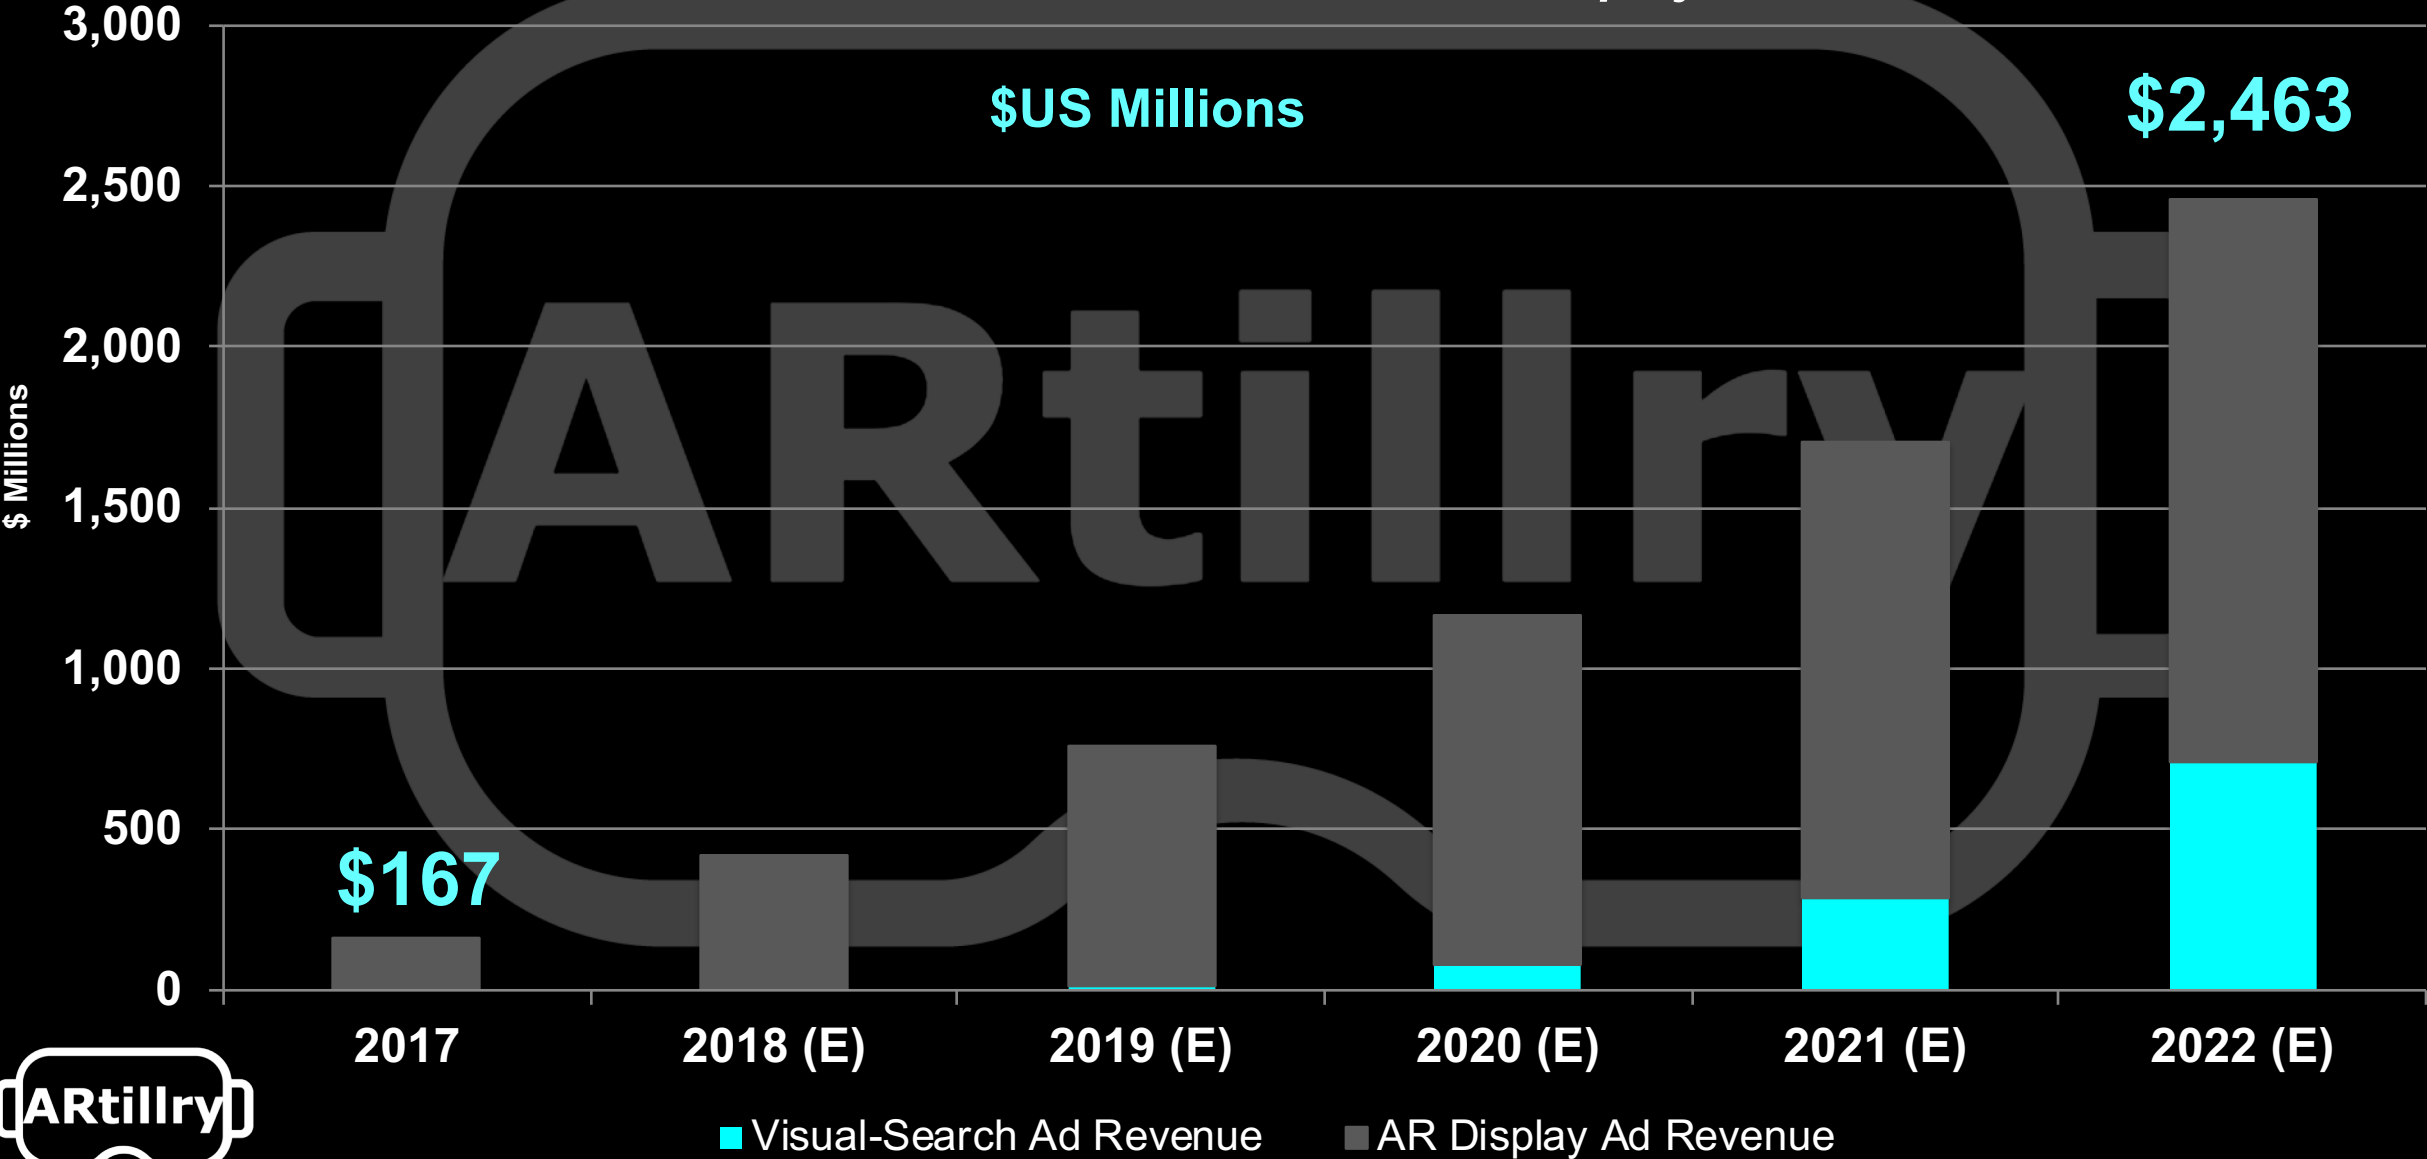 3,000
$US Millions
$2,463
2,500
2,000
$ Millions
1,500
1,000
500
$167
0
ARtillry
2017
2018 (E)
2019 (E)
2020 (E)
2021 (E)
2022 (E)
ARtillry
Visual-Search Ad Revenue
AR Display Ad Revenue